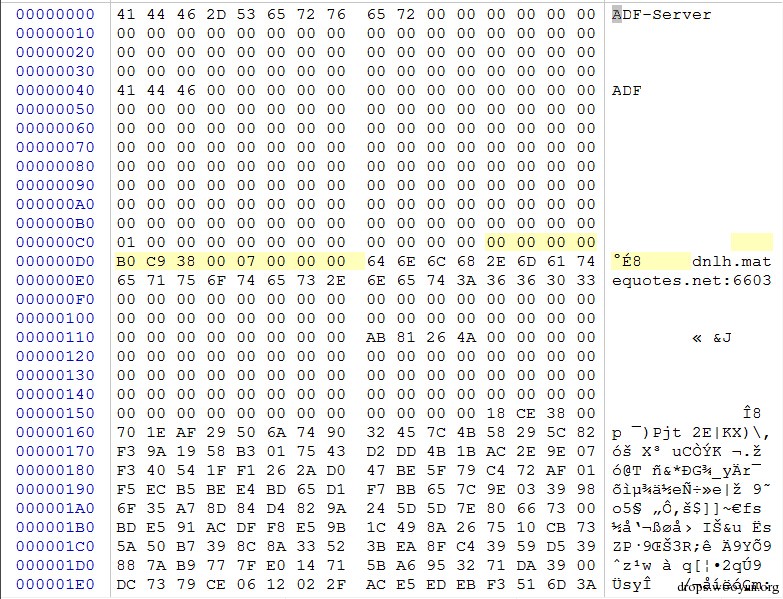 00000000 41 44 46 2D 53 65 72 76 65 72 00 00 00 00 00 00 ADF-Server
00000010 00 00 00 00 00 00 00 00 00 00 00 00 00 00 00 00
00000020 00 00 00 00 00 00 00 00 00 00 00 00 00 00 00 00
00000030 00 00 00 00 00 00 00 00 00 00 00 00 00 00 00 00
00000040 41 44 46 00 00 00 00 00 00 00 00 00 00 00 00 00 ADF
00000050 00 00 00 00 00 00 00 00 00 00 00 00 00 00 00 00
00000060 00 00 00 00 00 00 00 00 00 00 00 00 00 00 00 00
00000070 00 00 00 00 00 00 00 00 00 00 00 00 00 00 00 00
00000080 00 00 00 00 00 00 00 00 00 00 00 00 00 00 00 00
00000090 00 00 00 00 00 00 00 00 00 00 00 00 00 00 00 00
000000A0 00 00 00 00 00 00 00 00 00 00 00 00 00 00 00 00
000000B0 00 00 00 00 00 00 00 00 00 00 00 00 00 00 00 00
000000C0 01 00 00 00 00 00 00 00 00 00 00 00 00 00 00 00
000000D0 B0 C9 38 00 07 00 00 00 64 6E 6C 68 2E 6D 61 74 °É8 dnlh.mat
000000E0 65 71 75 6F 74 65 73 2E 6E 65 74 3A 36 36 30 33 equotes.net:6603
000000F0 00 00 00 00 00 00 00 00 00 00 00 00 00 00 00 00
00000100 00 00 00 00 00 00 00 00 00 00 00 00 00 00 00 00
00000110 00 00 00 00 00 00 00 00 AB 81 26 4A 00 00 00 00 « &J
00000120 00 00 00 00 00 00 00 00 00 00 00 00 00 00 00 00
00000130 00 00 00 00 00 00 00 00 00 00 00 00 00 00 00 00
00000140 00 00 00 00 00 00 00 00 00 00 00 00 00 00 00 00
00000150 00 00 00 00 00 00 00 00 00 00 00 00 18 CE 38 00 Î8
00000160 70 1E AF 29 50 6A 74 90 32 45 7C 4B 58 29 5C 82 p ¯)Pjt 2E|KX)\‚
00000170 F3 9A 19 58 B3 01 75 43 D2 DD 4B 1B AC 2E 9E 07 óš X³ uCÒÝK ¬.ž
00000180 F3 40 54 1F F1 26 2A D0 47 BE 5F 79 C4 72 AF 01 ó@T ñ&*ÐG¾_yÄr¯
00000190 F5 EC B5 BE E4 BD 65 D1 F7 BB 65 7C 9E 03 39 98 õìµ¾ä½eÑ÷»e|ž 9˜
000001A0 6F 35 A7 8D 84 D4 82 9A 24 5D 5D 7E 80 66 73 00 o5§ „Ô‚š$]]~€fs
000001B0 BD E5 91 AC DF F8 E5 9B 1C 49 8A 26 75 10 CB 73 ½å‘¬ßøå› IŠ&u Ës
000001C0 5A 50 B7 39 8C 8A 33 52 3B EA 8F C4 39 59 D5 39 ZP·9ŒŠ3R;ê Ä9YÕ9
000001D0 88 7A B9 77 7F E0 14 71 5B A6 95 32 71 DA 39 00 ˆz¹w à q[¦•2qÚ9
000001E0 DC 73 79 CE 06 12 02 2F AC E5 ED EB F3 51 6D 3A ÜsyÎ
drops.wooyun.org